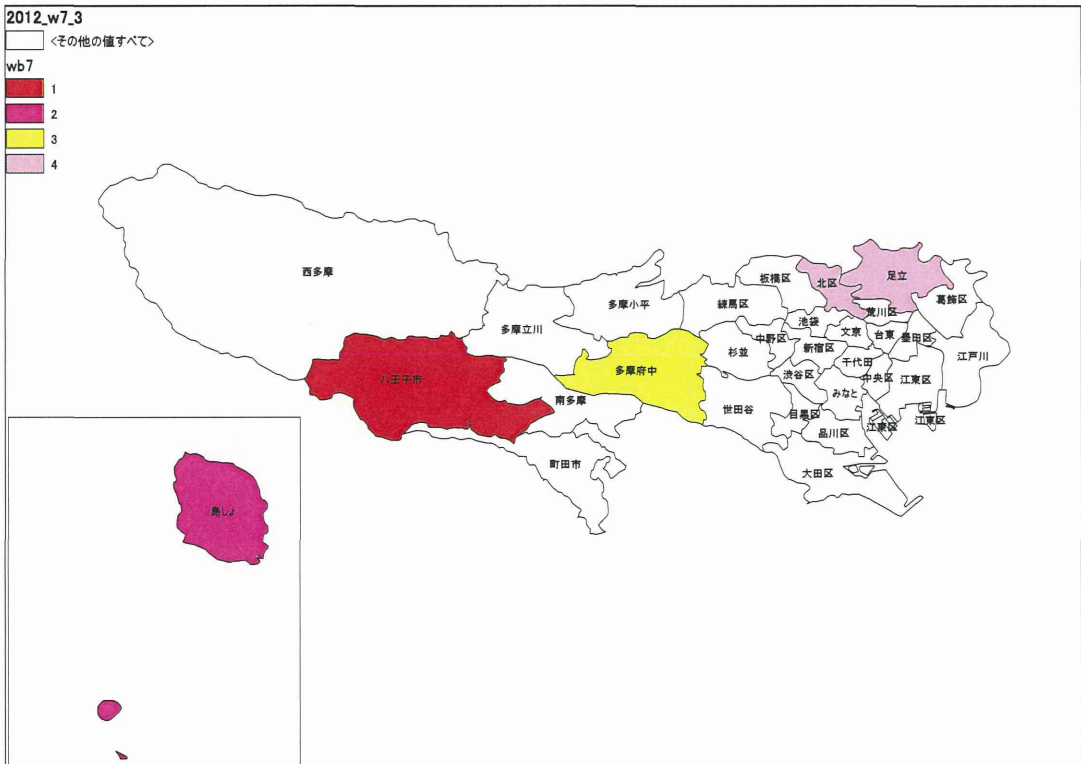 2012_w7_3
<その他の値すべて>
wb7
1
2
3
4
西多摩
多摩立川
多摩小平
練馬区
板橋区
北区
足立
葛飾区
荒川区
池袋
文京
台東
墨田区
江戸川
杉並
中野区
新宿区
千代田
中央区
江東区
渋谷区
みなと
八王子市
多摩府中
南多摩
世田谷
目黒区
品川区
江東区
江東区
町田市
大田区
島しょ